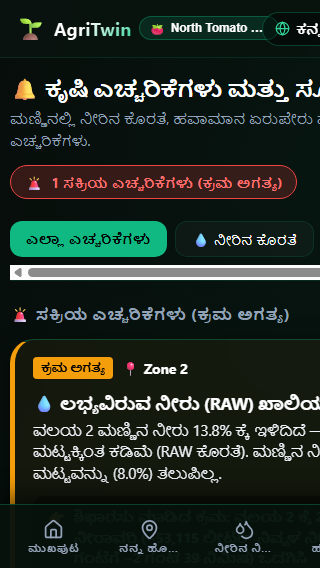 AgriTwin
North Tomato ...
ಕೃಷಿ ಎಚ್ಚರಿಕೆಗಳು ಮತ್ತು
ಮಣ್ಣಿನಲ್ಲಿ ನೀರಿನ ಕೊರತೆ, ಹವಾಮಾನ ಏರುಪೇರು
ಎಚ್ಚರಿಕೆಗಳು.
1 ಸಕ್ರಿಯ ಎಚ್ಚರಿಕೆಗಳು (ಕ್ರಮ ಅಗತ್ಯ)
ಎಲ್ಲಾ ಎಚ್ಚರಿಕೆಗಳು
ನೀರಿನ ಕೊರತೆ
ಸಕ್ರಿಯ ಎಚ್ಚರಿಕೆಗಳು (ಕ್ರಮ ಅಗತ್ಯ)
ಕ್ರಮ ಅಗತ್ಯ
Zone 2
ಲಭ್ಯವಿರುವ ನೀರು (RAW)
ವಲಯ 2 ಮಣ್ಣಿನ ನೀರು 13.8% ಕ್ಕೆ ಇಳಿದಿದೆ —
ಮಟ್ಟಕ್ಕಿಂತ ಕಡಿಮೆ (RAW ಕೊರತೆ). ಮಣ್ಣಿನ
ಮಟ್ಟವನ್ನು (8.0%) ತಲುಪಿಲ್ಲ.
ಮುಖಪುಟ
ನನ್ನ ಹೊ...
ನೀರಿನ ನಿ...